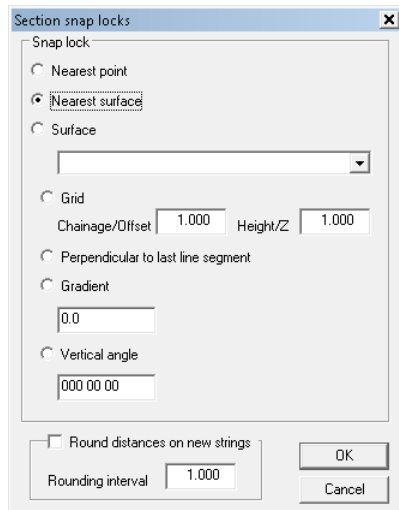 Section snap locks
Snap lock
Nearest point
Nearest surface
Surface
Grid
Chainage/Offset 1.000 Height/Z 1.000
Perpendicular to last line segment
Gradient
0.0
Vertical angle
000 00 00
Round distances on new strings
Rounding interval 1.000
OK
Cancel